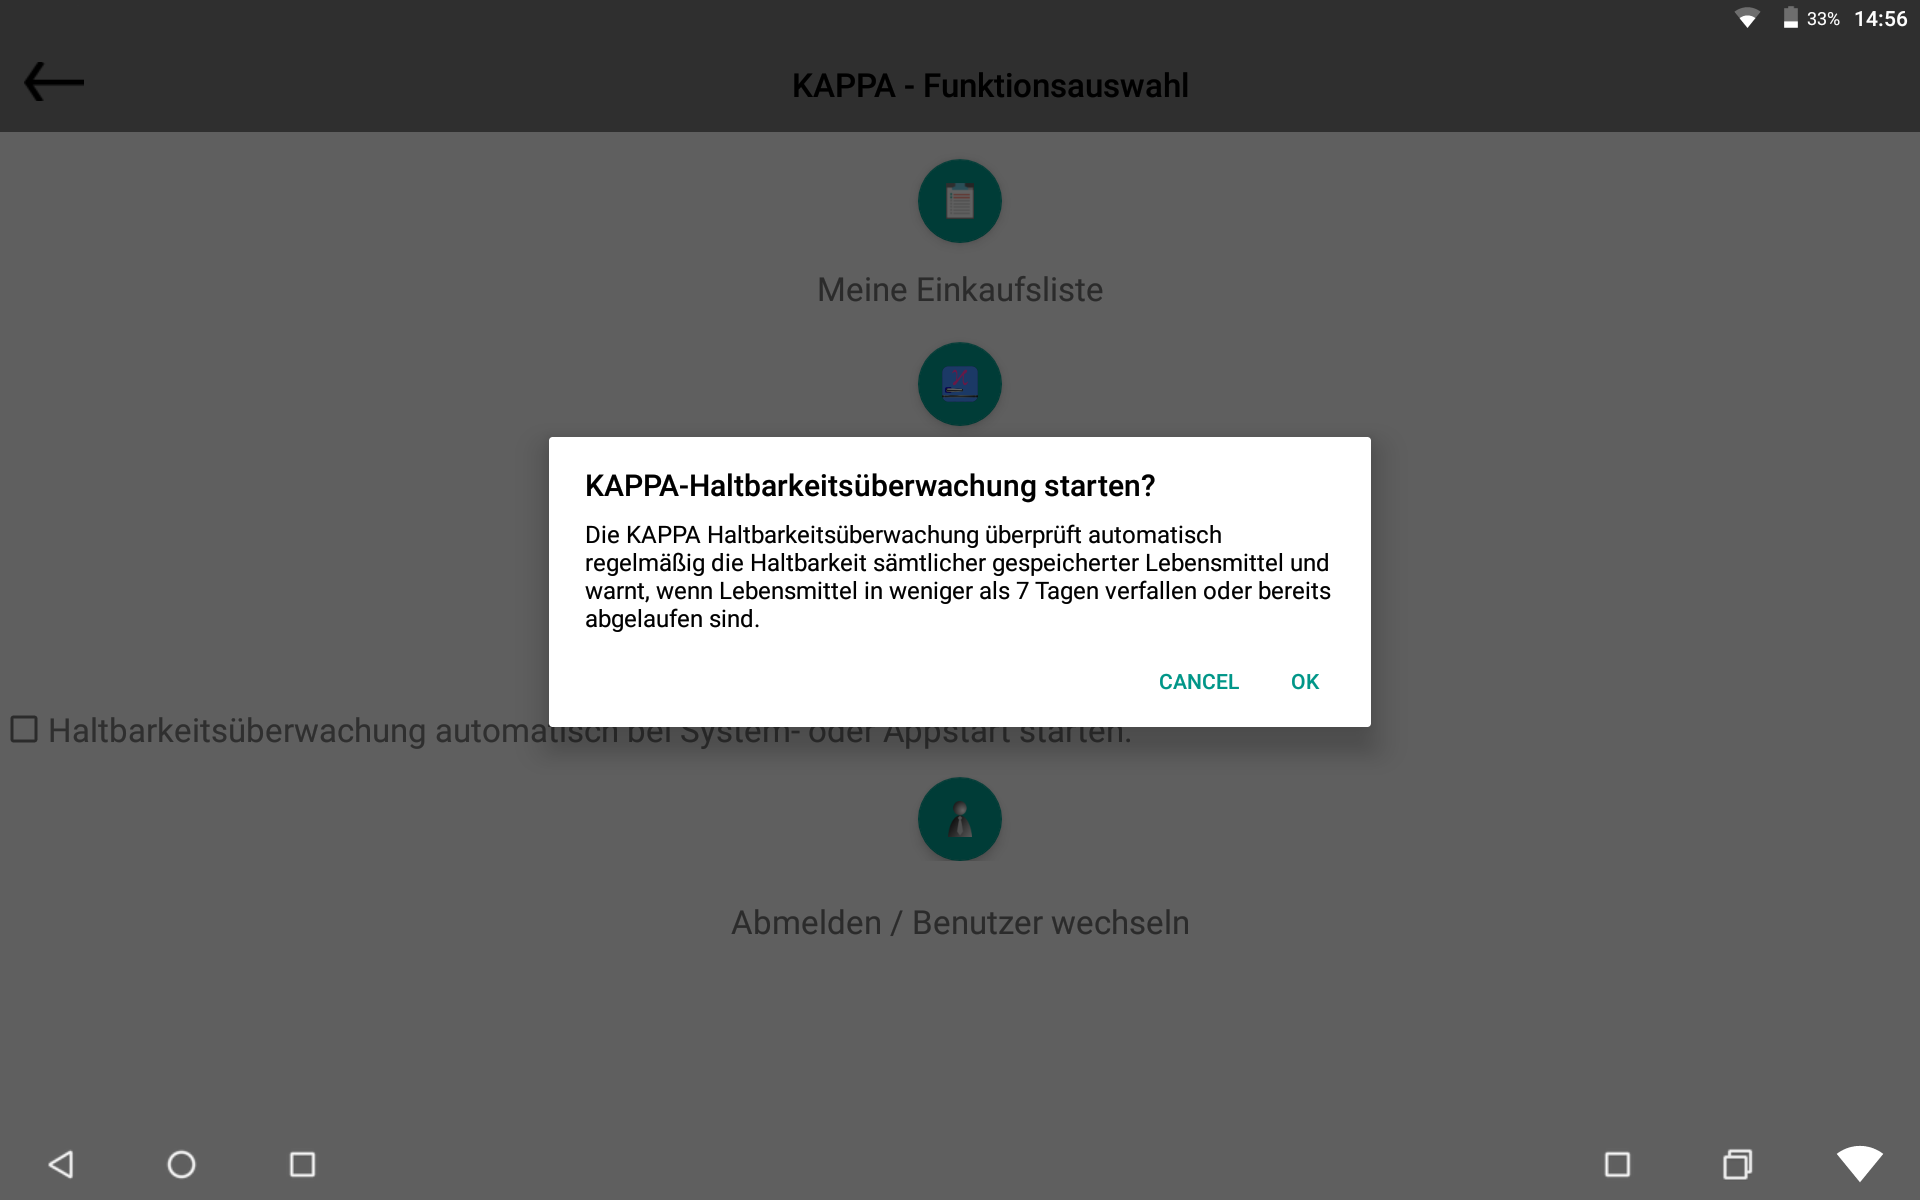 33% 14:56
KAPPA - Funktionsauswahl
Meine Einkaufsliste
KAPPA-Haltbarkeitsüberwachung starten?
Die KAPPA Haltbarkeitsüberwachung überprüft automatisch
regelmäßig die Haltbarkeit sämtlicher gespeicherter Lebensmittel und
warnt, wenn Lebensmittel in weniger als 7 Tagen verfallen oder bereits
abgelaufen sind.
CANCEL OK
Haltbarkeitsüberwachung automatisch bei System- oder Appstart starten.
Abmelden / Benutzer wechseln